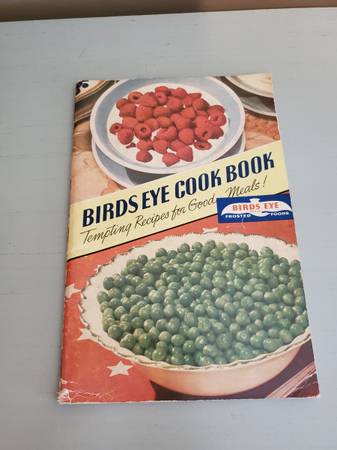 BIRDS EYE COOK BOOK
Tempting Recipes for Good Meals!
BIRDS EYE
FROSTED FOODS